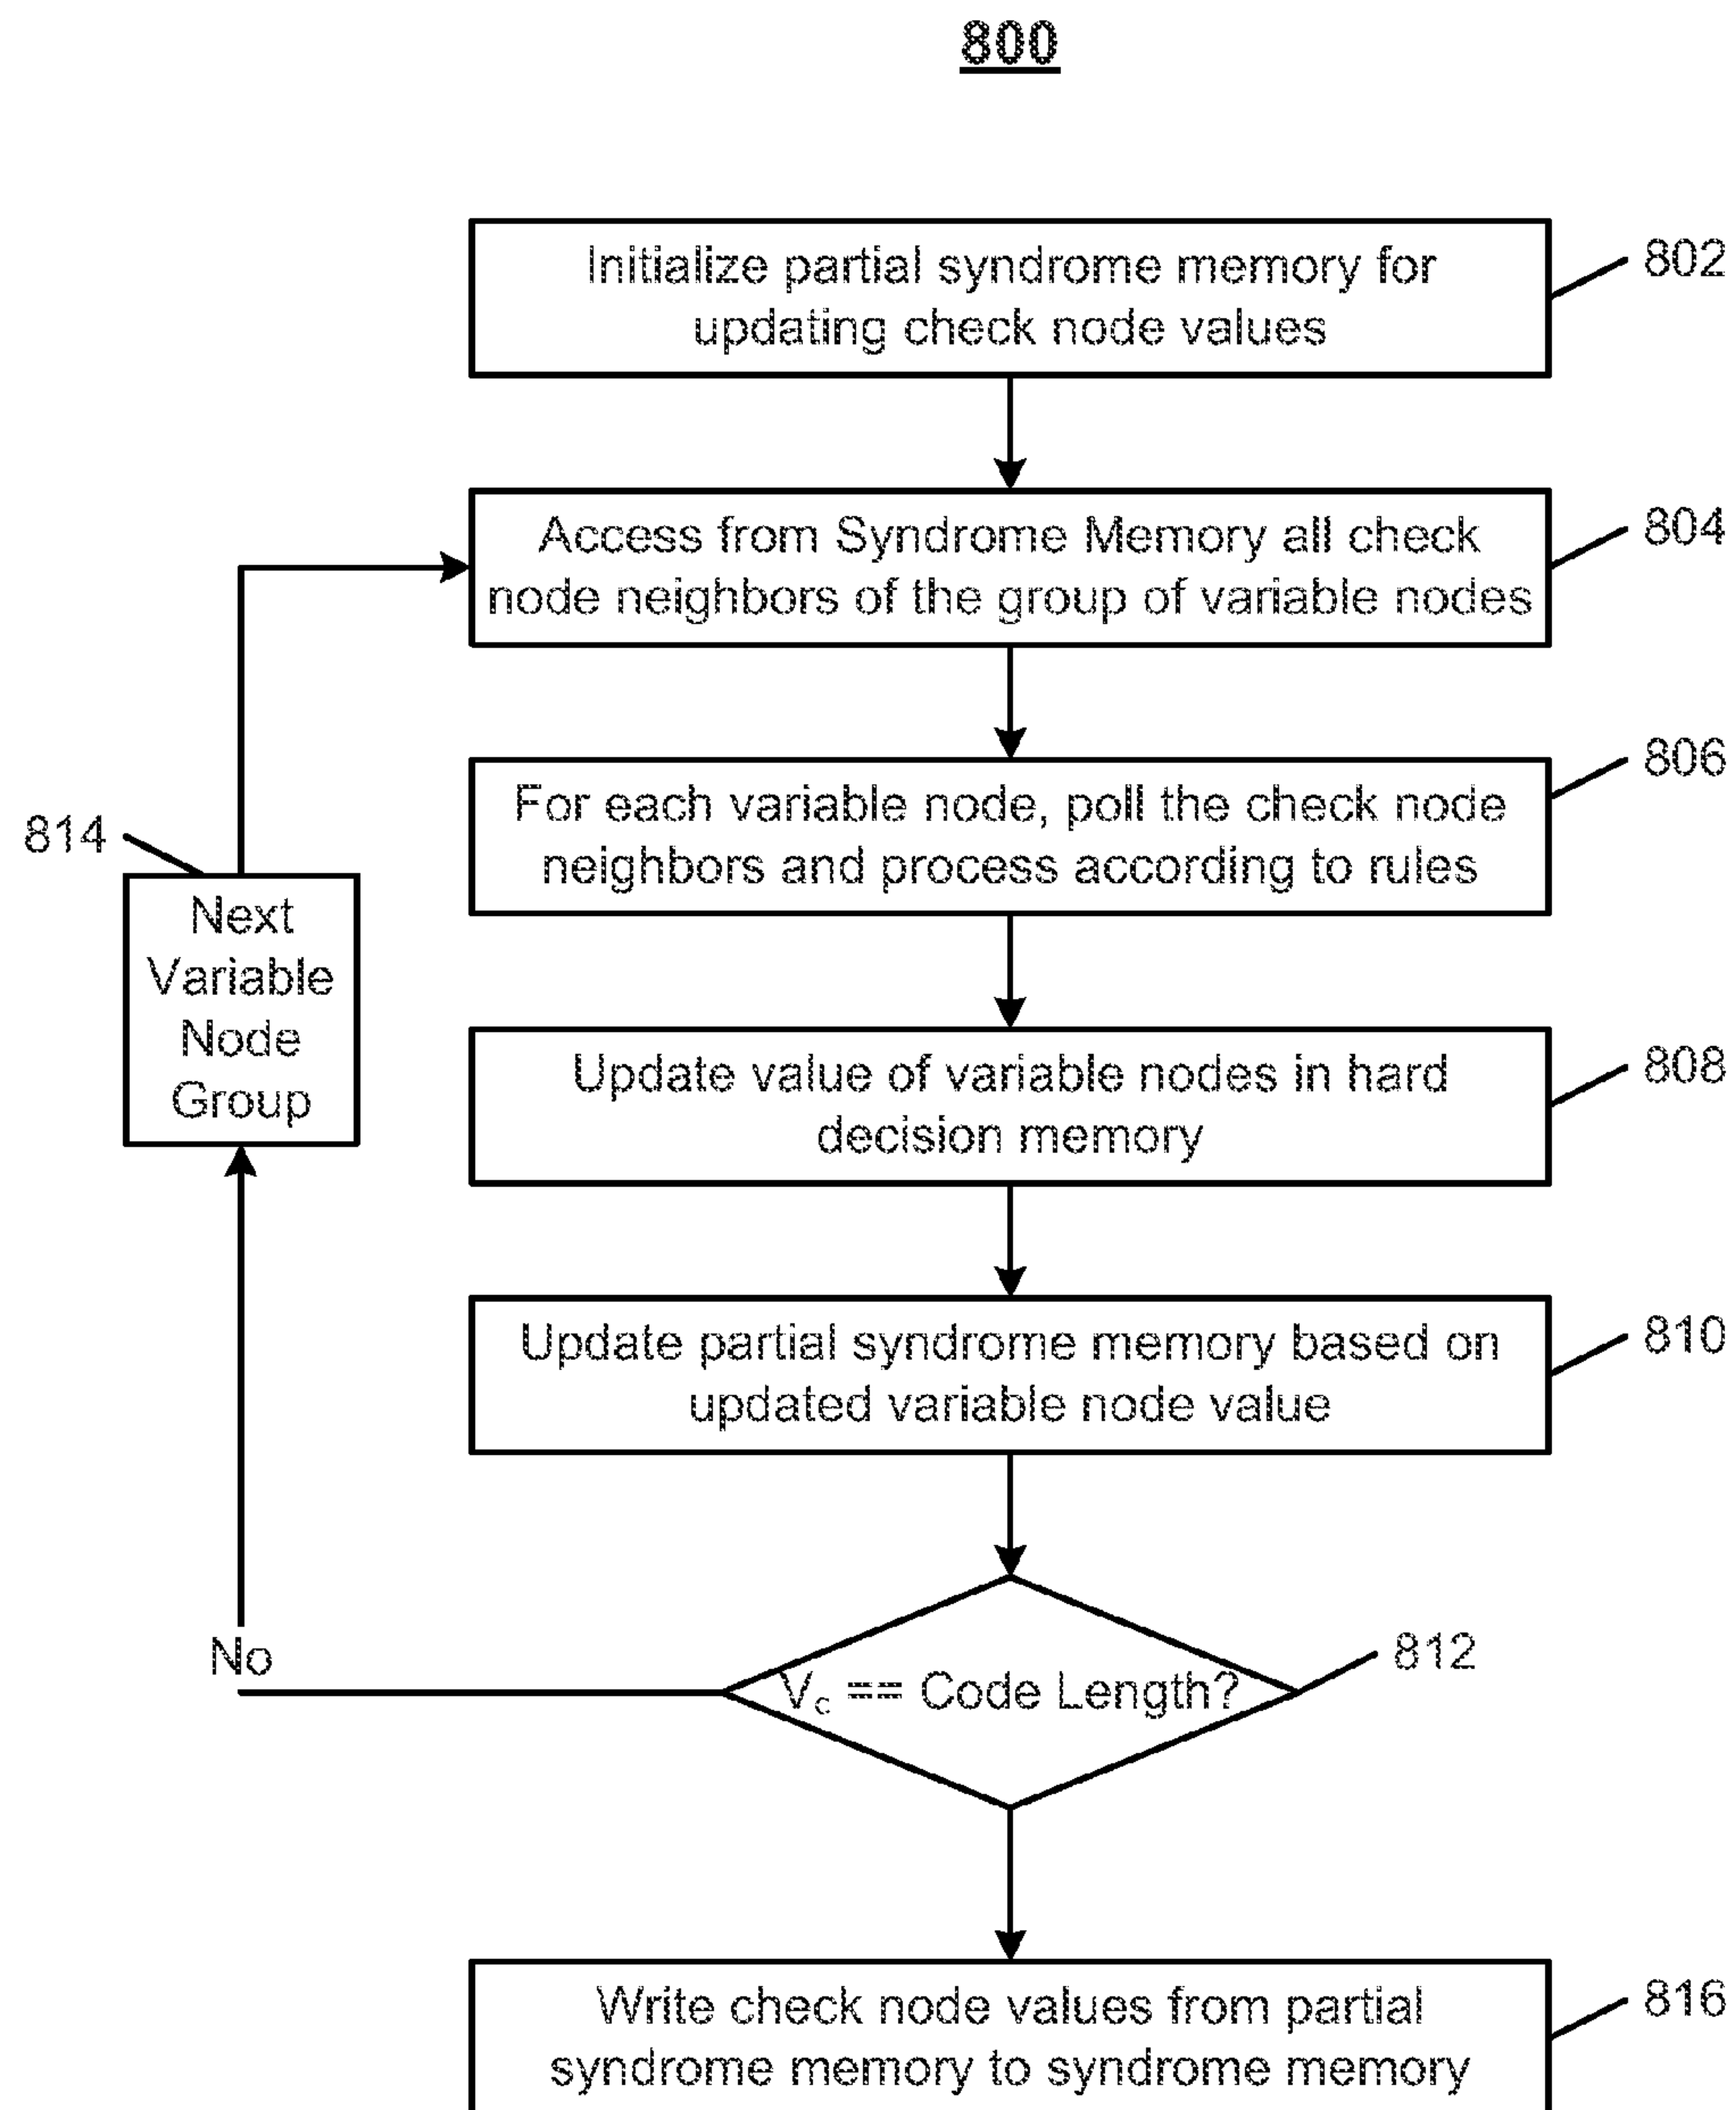 800
Initialize partial syndrome memory for
updating check node values
802
Access from Syndrome Memory all check
node neighbors of the group of variable nodes
804
For each variable node, poll the check node
neighbors and process according to rules
806
814
Next
Variable
Node
Group
Update value of variable nodes in hard
decision memory
808
Update partial syndrome memory based on
updated variable node value
810
No
Vc == Code Length?
812
Write check node values from partial
syndrome memory to syndrome memory
816